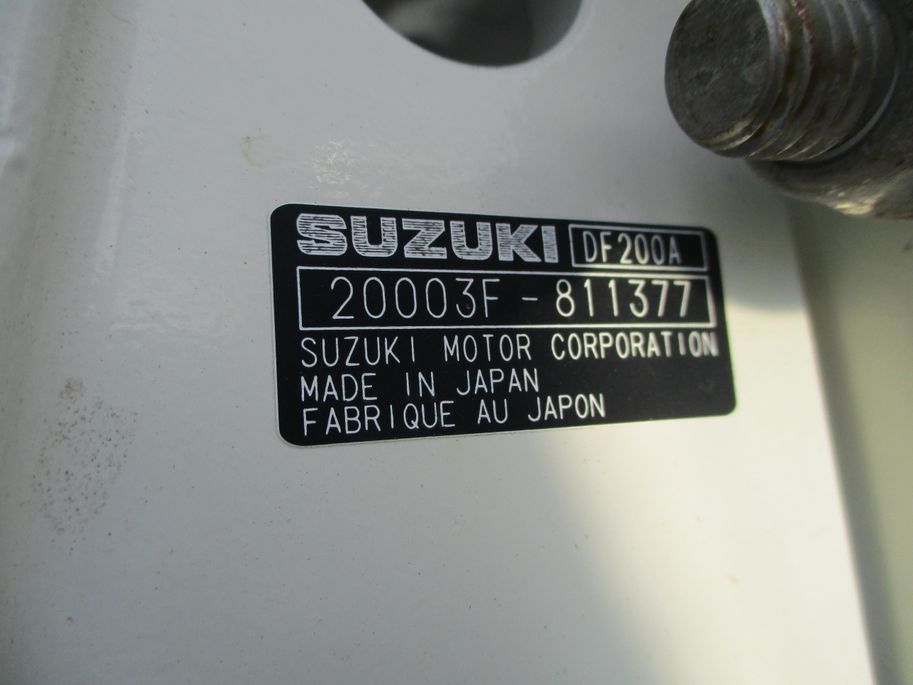 SUZUKI DF200A
20003F-811377
SUZUKI MOTOR CORPORATION
MADE IN JAPAN
FABRIQUE AU JAPON